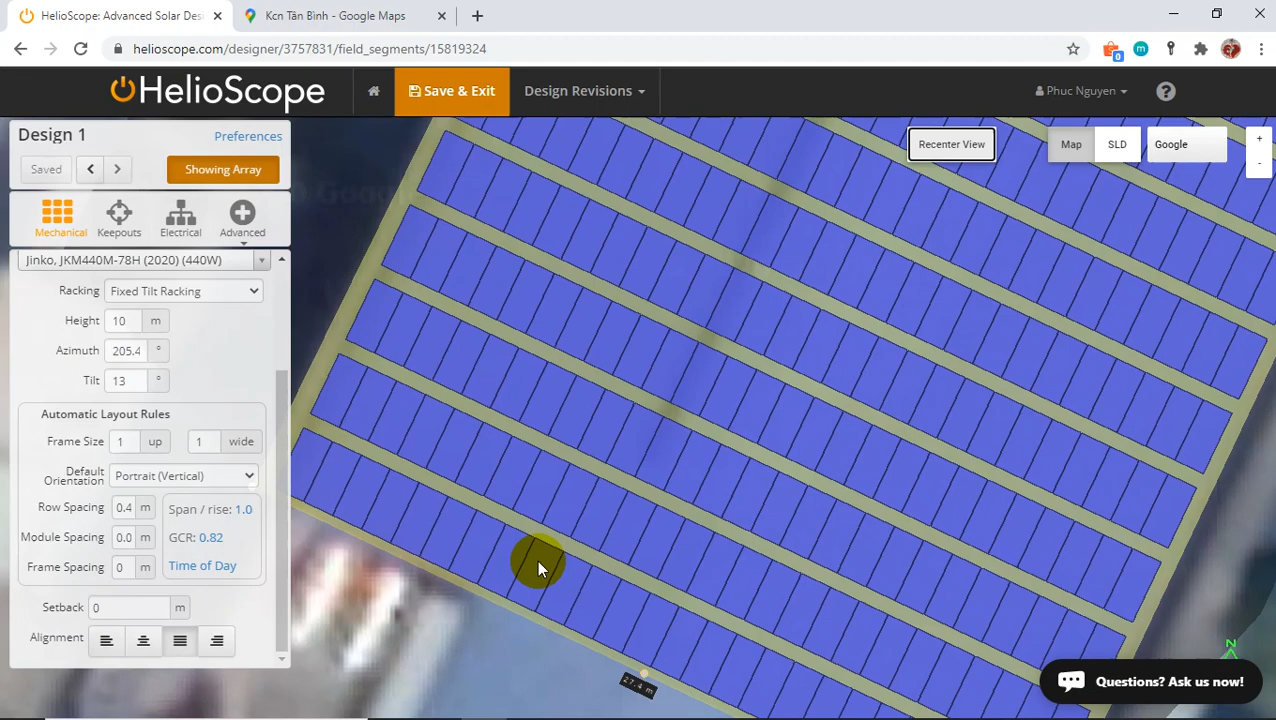 HelioScope: Advanced Solar Des
Kcn Tân Bình - Google Maps
helioscope.com/designer/3757831/field_segments/15819324
0
m
HelioScope
Save & Exit
Design Revisions
Phuc Nguyen
?
Design 1
Preferences
Saved
Showing Array
Recenter View
Map
SLD
Google
+
-
Mechanical
Keepouts
Electrical
Advanced
Jinko, JKM440M-78H (2020) (440W)
Racking Fixed Tilt Racking
Height 10 m
Azimuth 205.4 °
Tilt 13 °
Automatic Layout Rules
Frame Size 1 up 1 wide
Default Orientation Portrait (Vertical)
Row Spacing 0.4 m Span / rise: 1.0
Module Spacing 0.0 m GCR: 0.82
Frame Spacing 0 m Time of Day
Setback 0 m
Alignment
27.4 m
N
Questions? Ask us now!